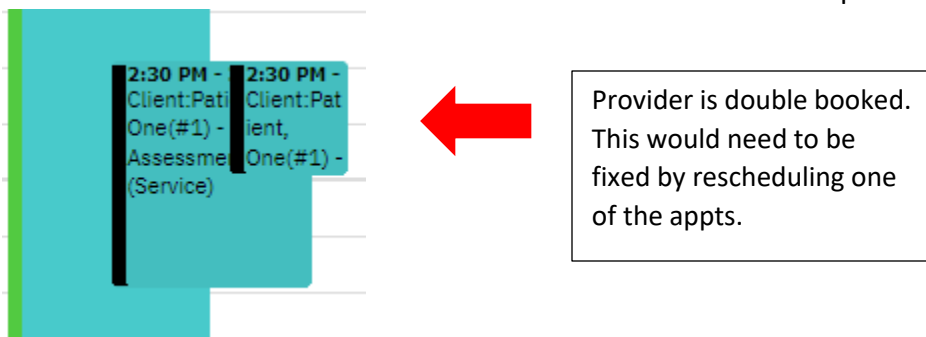 2:30 PM -
Client:Pati
One(#1) -
Assessme
(Service)
2:30 PM -
Client:Pat
ient,
One(#1) -
Provider is double booked.
This would need to be
fixed by rescheduling one
of the appts.